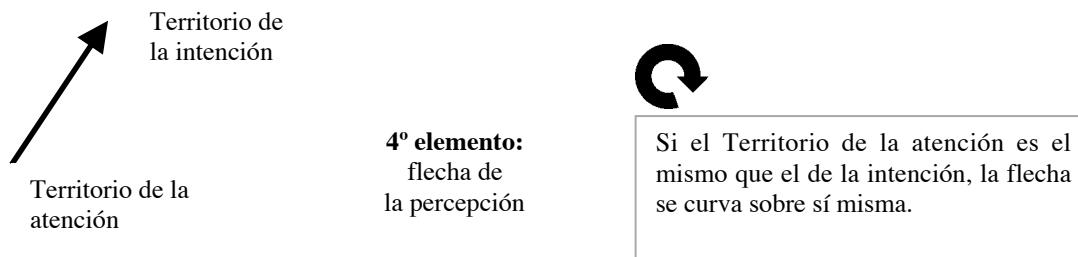 Territorio de
la intención
Territorio de la
atención
4º elemento:
flecha de
la percepción
Si el Territorio de la atención es el
mismo que el de la intención, la flecha
se curva sobre sí misma.